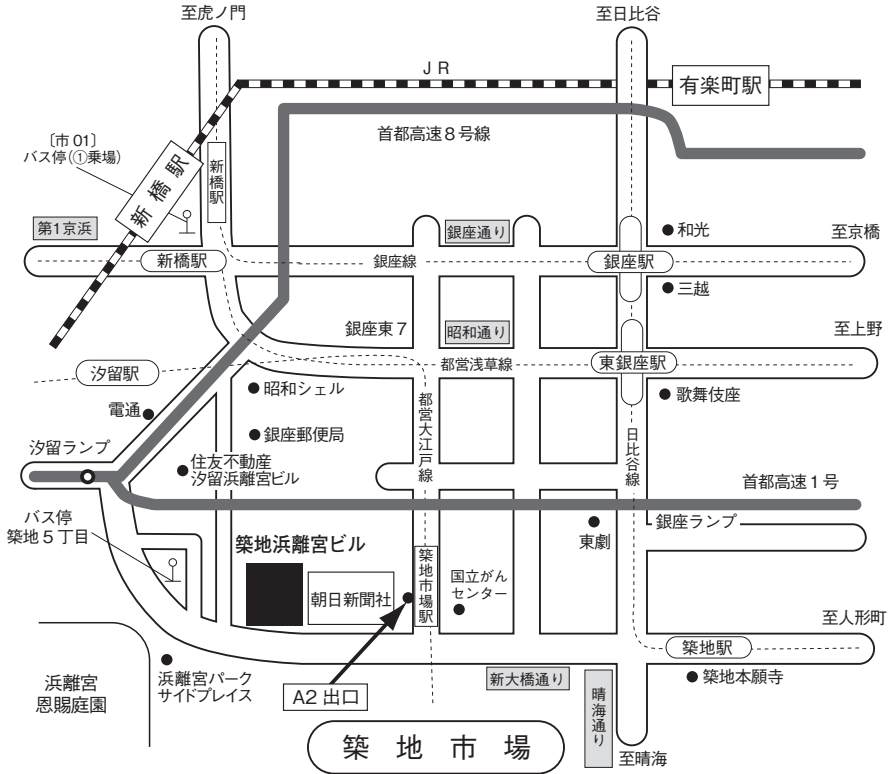 至虎ノ門
至日比谷
JR
有楽町駅
首都高速8号線
〔市01〕
バス停(①乗場)
新橋駅
新橋駅
第1京浜
銀座通り
和光
至京橋
新橋駅
銀座線
銀座駅
三越
銀座東7
昭和通り
至上野
都営浅草線
東銀座駅
汐留駅
昭和シェル
歌舞伎座
電通
都営大江戸線
銀座郵便局
日比谷線
汐留ランプ
住友不動産
汐留浜離宮ビル
首都高速1号
バス停
築地5丁目
銀座ランプ
東劇
築地浜離宮ビル
朝日新聞社
築地市場駅
国立がん
センター
至人形町
築地駅
浜離宮パーク
サイドプレイス
新大橋通り
築地本願寺
浜離宮
恩賜庭園
A2出口
晴海通り
築地市場
至晴海